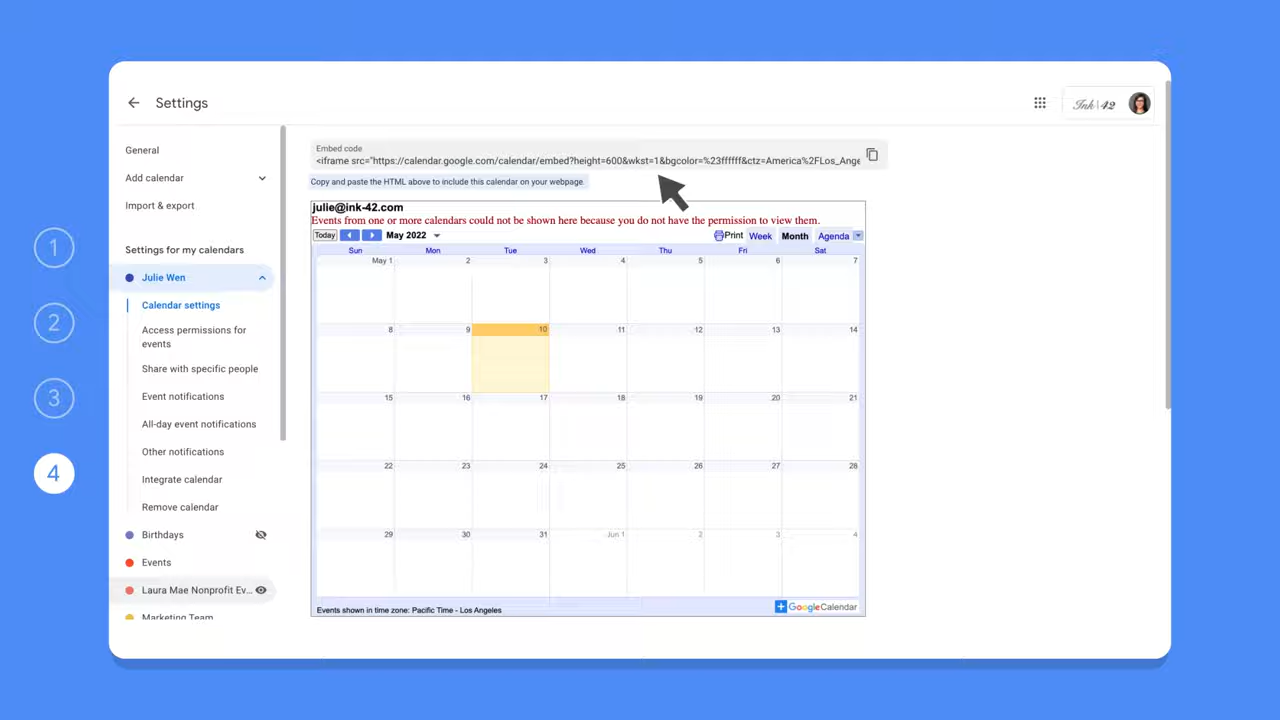 Settings
Ink 42
General
Add calendar
Import & export
Settings for my calendars
Julie Wen
Calendar settings
Access permissions for
events
Share with specific people
Event notifications
All-day event notifications
Other notifications
Integrate calendar
Remove calendar
Birthdays
Events
Laura Mae Nonprofit Ev...
Marketing Team
1
2
3
4
Embed code
<iframe src="https://calendar.google.com/calendar/embed?height=600&wkst=1&bgcolor=%23ffffff&ctz=America%2FLos_Ange
Copy and paste the HTML above to include this calendar on your webpage.
julie@ink-42.com
Events from one or more calendars could not be shown here because you do not have the permission to view them.
Today May 2022 Print Week Month Agenda
Sun Mon Tue Wed Thu Fri Sat
May 1 2 3 4 5 6 7
8 9 10 11 12 13 14
15 16 17 18 19 20 21
22 23 24 25 26 27 28
29 30 31 Jun 1 2 3 4
Events shown in time zone: Pacific Time - Los Angeles
GoogleCalendar